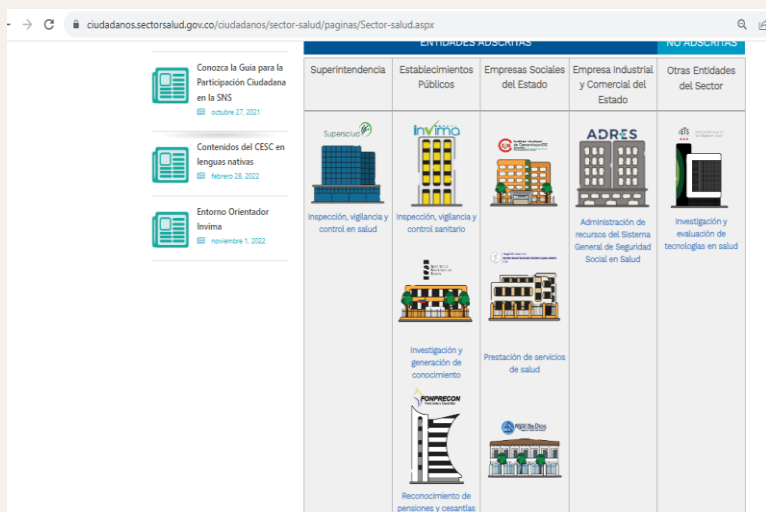 ciudadanos.sectorsalud.gov.co/ciudadanos/sector-salud/paginas/Sector-salud.aspx
Conozca la Guía para la
Participación Ciudadana
en la SNS
octubre 27, 2021
Contenidos del CESC en
lenguas nativas
febrero 28, 2022
Entorno Orientador
Invima
noviembre 1, 2022
ENTIDADES ADSCRITAS
NO ADSCRITAS
Superintendencia
Establecimientos
Públicos
Empresas Sociales
del Estado
Empresa Industrial
y Comercial del
Estado
Otras Entidades
del Sector
Supersalud
Inspección, vigilancia y
control en salud
invima
Inspección, vigilancia y
control sanitario
Investigación y
generación de
conocimiento
FONPRECON
Reconocimiento de
pensiones y cesantías
Prestación de servicios
de salud
ADRES
Administración de
recursos del Sistema
General de Seguridad
Social en Salud
IETS
Investigación y
evaluación de
tecnologías en salud